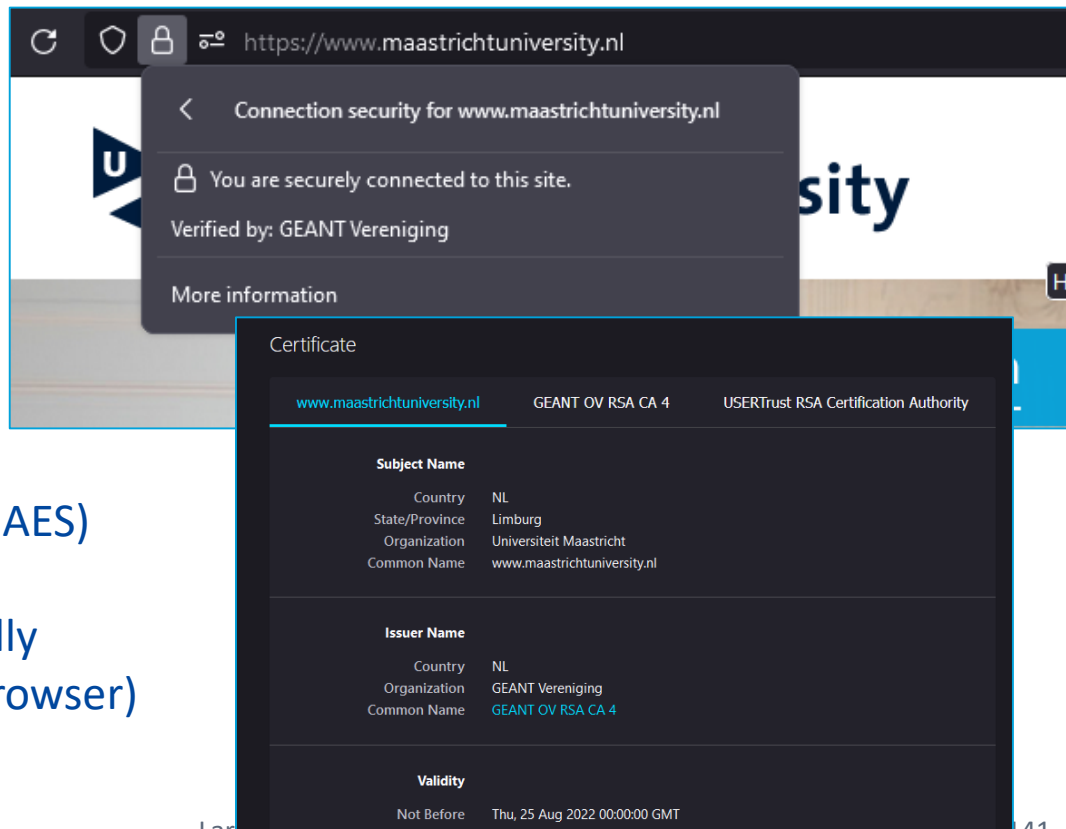 https://www.maastrichtuniversity.nl
Connection security for www.maastrichtuniversity.nl
U
sity
You are securely connected to this site.
Verified by: GEANT Vereniging
More information
H
Certificate
www.maastrichtuniversity.nl GEANT OV RSA CA 4 USERTrust RSA Certification Authority
Subject Name
Country NL
State/Province Limburg
Organization Universiteit Maastricht
Common Name www.maastrichtuniversity.nl
AES)
lly
rowser)
Issuer Name
Country NL
Organization GEANT Vereniging
Common Name GEANT OV RSA CA 4
Validity
Not Before Thu, 25 Aug 2022 00:00:00 GMT